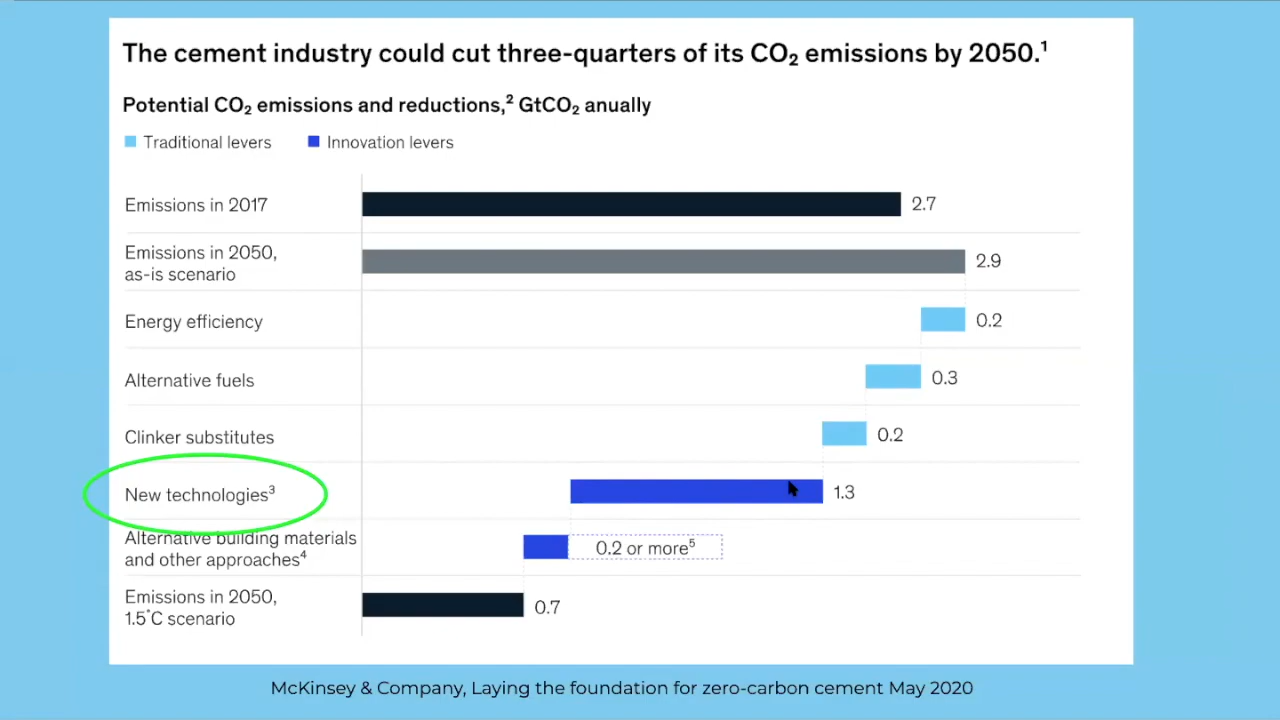 The cement industry could cut three-quarters of its CO₂ emissions by 2050.¹
Potential CO₂ emissions and reductions,² GtCO₂ anually
Traditional levers
Innovation levers
Emissions in 2017
2.7
Emissions in 2050,
as-is scenario
2.9
Energy efficiency
0.2
Alternative fuels
0.3
Clinker substitutes
0.2
New technologies³
1.3
Alternative building materials
and other approaches⁴
0.2 or more⁵
Emissions in 2050,
1.5°C scenario
0.7
McKinsey & Company, Laying the foundation for zero-carbon cement May 2020